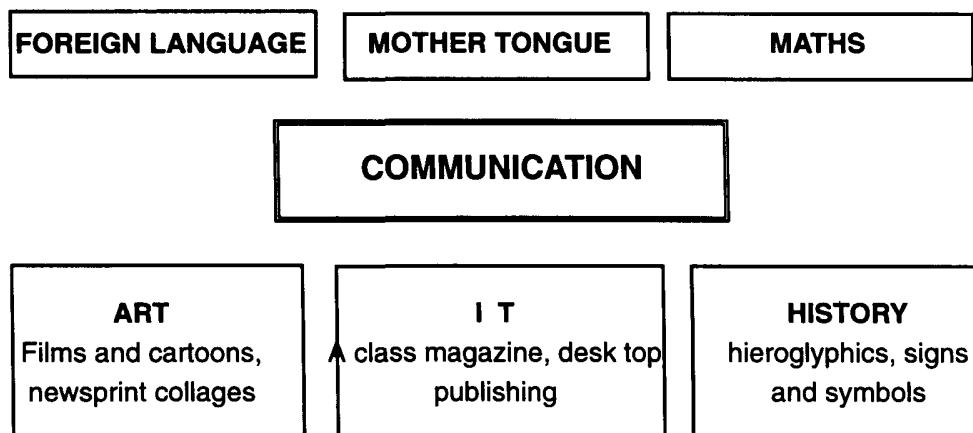 FOREIGN LANGUAGE
MOTHER TONGUE
MATHS
COMMUNICATION
ART
Films and cartoons,
newsprint collages
I T
A class magazine, desk top
publishing
HISTORY
hieroglyphics, signs
and symbols